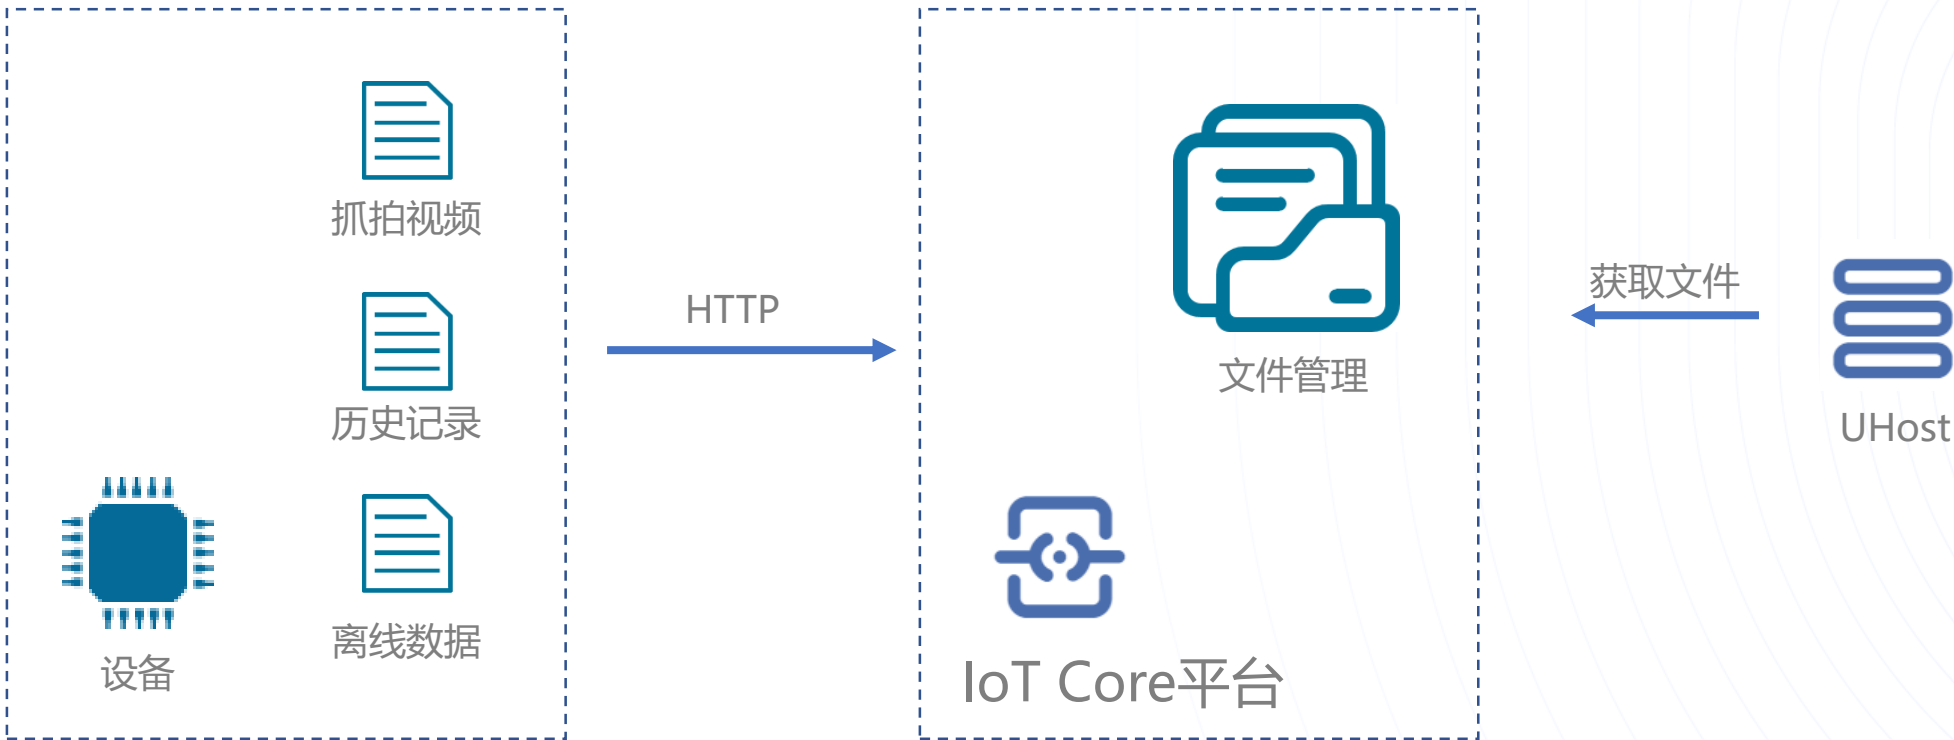 抓拍视频
历史记录
离线数据
设备
HTTP
文件管理
IoT Core平台
获取文件
UHost